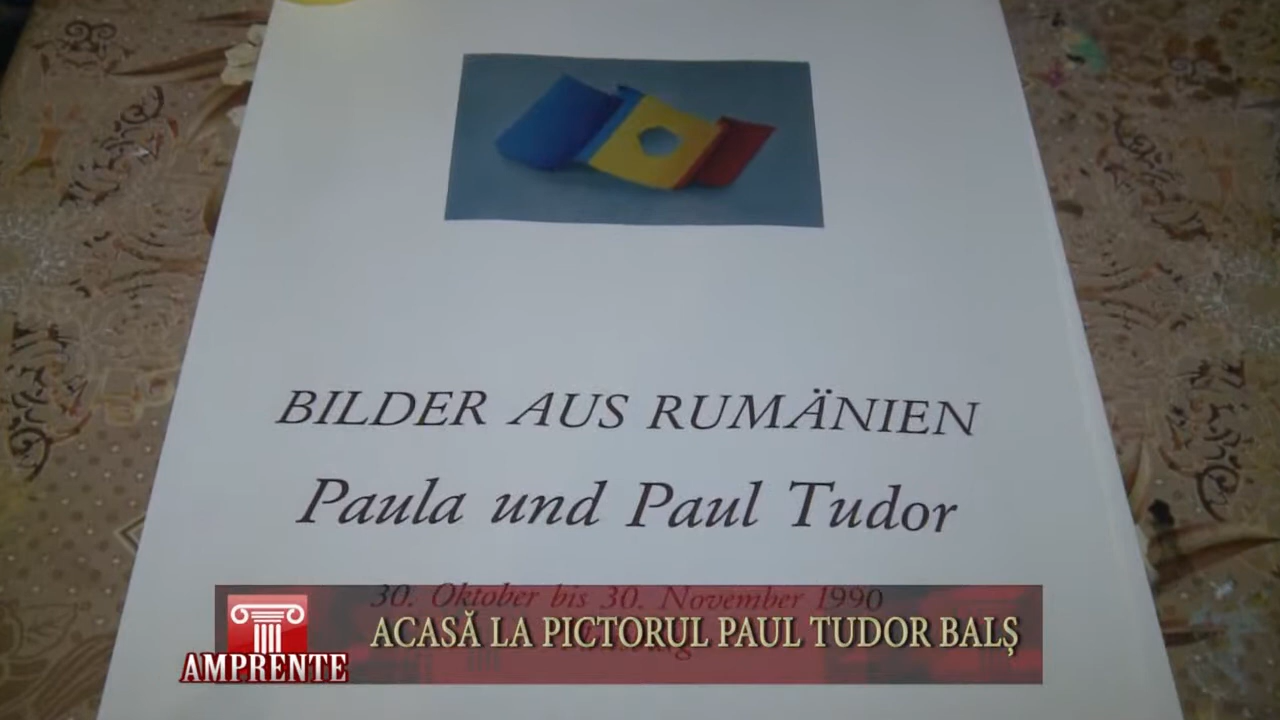 BILDER AUS RUMÄNIEN
Paula und Paul Tudor
30. Oktober bis 30. November 1990
ACASĂ LA PICTORUL PAUL TUDOR BALȘ
AMPRENTE